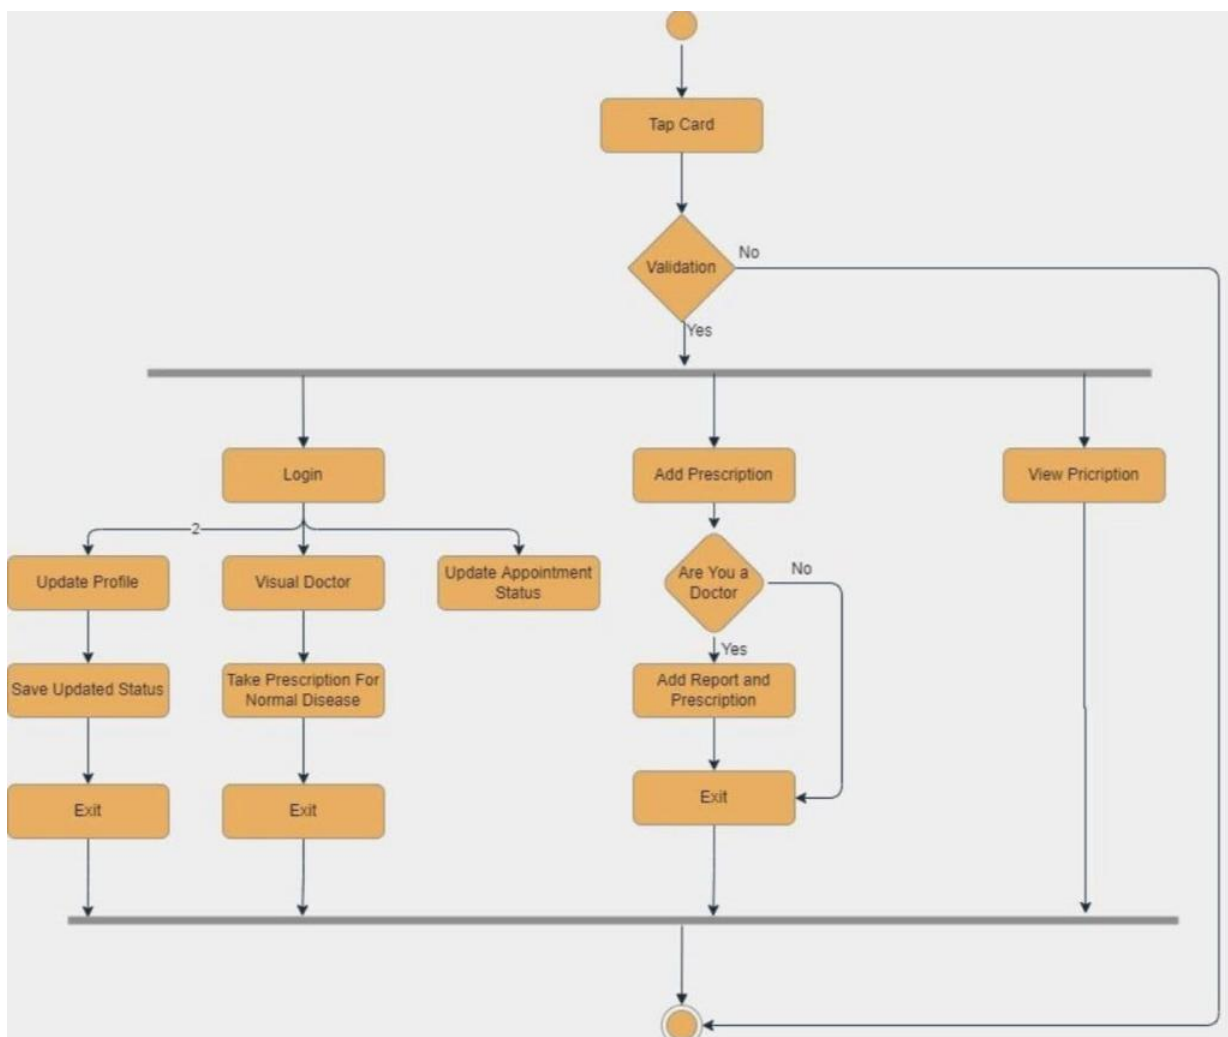 Tap Card
Validation
No
Yes
Login
Add Prescription
View Pricription
2
Update Profile
Visual Doctor
Update Appointment
Status
Are You a
Doctor
No
Yes
Save Updated Status
Take Prescription For
Normal Disease
Add Report and
Prescription
Exit
Exit
Exit